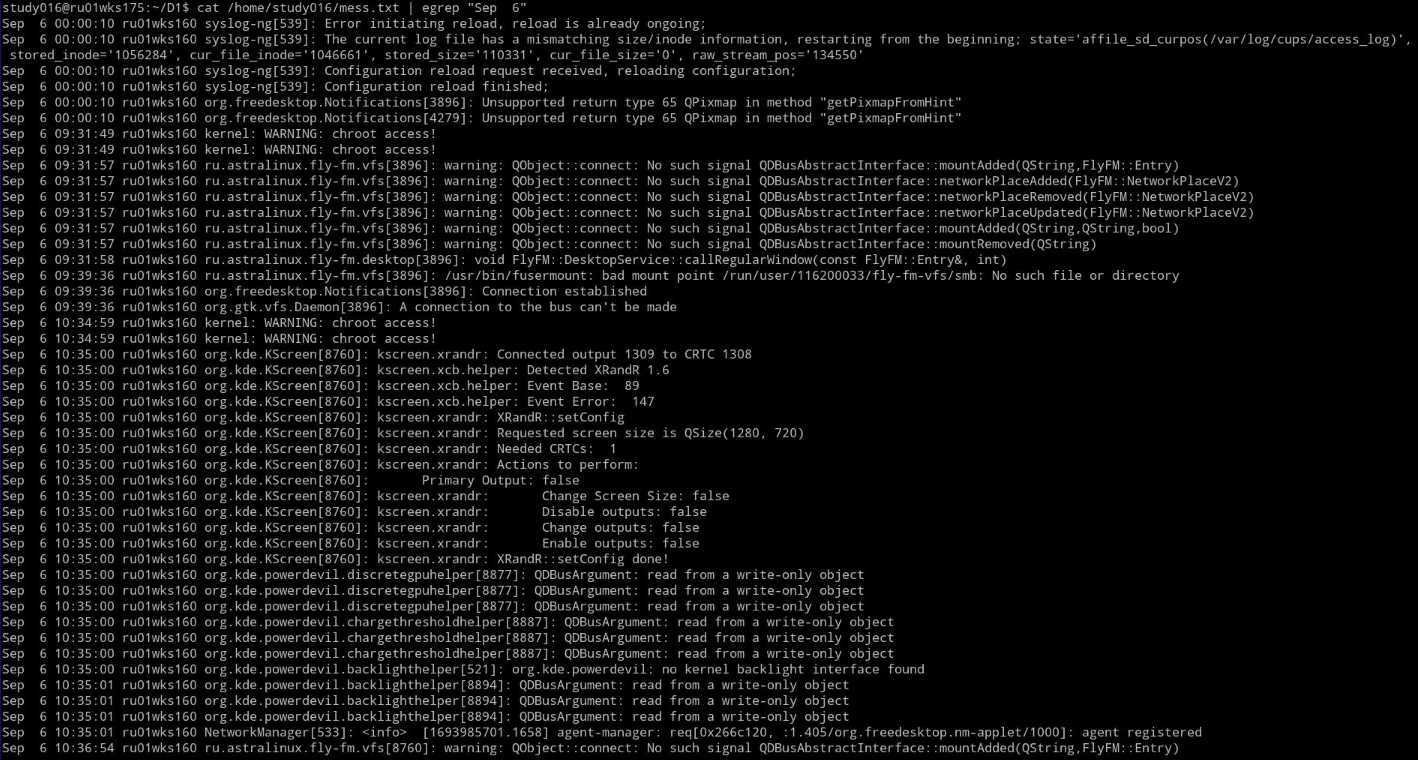 study016@ru01wks175:~/D1$ cat /home/study016/mess.txt | egrep "Sep  6"
Sep  6 00:00:10 ru01wks160 syslog-ng[539]: Error initiating reload, reload is already ongoing;
Sep  6 00:00:10 ru01wks160 syslog-ng[539]: The current log file has a mismatching size/inode information, restarting from the beginning; state='affile_sd_curpos(/var/log/cups/access_log)',
 stored_inode='1056284', cur_file_inode='1046661', stored_size='110331', cur_file_size='0', raw_stream_pos='134550'
Sep  6 00:00:10 ru01wks160 syslog-ng[539]: Configuration reload request received, reloading configuration;
Sep  6 00:00:10 ru01wks160 syslog-ng[539]: Configuration reload finished;
Sep  6 00:00:10 ru01wks160 org.freedesktop.Notifications[3896]: Unsupported return type 65 QPixmap in method "getPixmapFromHint"
Sep  6 00:00:10 ru01wks160 org.freedesktop.Notifications[4279]: Unsupported return type 65 QPixmap in method "getPixmapFromHint"
Sep  6 09:31:49 ru01wks160 kernel: WARNING: chroot access!
Sep  6 09:31:49 ru01wks160 kernel: WARNING: chroot access!
Sep  6 09:31:57 ru01wks160 ru.astralinux.fly-fm.vfs[3896]: warning: QObject::connect: No such signal QDBusAbstractInterface::mountAdded(QString,FlyFM::Entry)
Sep  6 09:31:57 ru01wks160 ru.astralinux.fly-fm.vfs[3896]: warning: QObject::connect: No such signal QDBusAbstractInterface::networkPlaceAdded(FlyFM::NetworkPlaceV2)
Sep  6 09:31:57 ru01wks160 ru.astralinux.fly-fm.vfs[3896]: warning: QObject::connect: No such signal QDBusAbstractInterface::networkPlaceRemoved(FlyFM::NetworkPlaceV2)
Sep  6 09:31:57 ru01wks160 ru.astralinux.fly-fm.vfs[3896]: warning: QObject::connect: No such signal QDBusAbstractInterface::networkPlaceUpdated(FlyFM::NetworkPlaceV2)
Sep  6 09:31:57 ru01wks160 ru.astralinux.fly-fm.vfs[3896]: warning: QObject::connect: No such signal QDBusAbstractInterface::mountAdded(QString,QString,bool)
Sep  6 09:31:57 ru01wks160 ru.astralinux.fly-fm.vfs[3896]: warning: QObject::connect: No such signal QDBusAbstractInterface::mountRemoved(QString)
Sep  6 09:31:58 ru01wks160 ru.astralinux.fly-fm.desktop[3896]: void FlyFM::DesktopService::callRegularWindow(const FlyFM::Entry&, int)
Sep  6 09:39:36 ru01wks160 ru.astralinux.fly-fm.vfs[3896]: /usr/bin/fusermount: bad mount point /run/user/116200033/fly-fm-vfs/smb: No such file or directory
Sep  6 09:39:36 ru01wks160 org.freedesktop.Notifications[3896]: Connection established
Sep  6 09:39:36 ru01wks160 org.gtk.vfs.Daemon[3896]: A connection to the bus can't be made
Sep  6 10:34:59 ru01wks160 kernel: WARNING: chroot access!
Sep  6 10:34:59 ru01wks160 kernel: WARNING: chroot access!
Sep  6 10:35:00 ru01wks160 org.kde.KScreen[8760]: kscreen.xrandr: Connected output 1309 to CRTC 1308
Sep  6 10:35:00 ru01wks160 org.kde.KScreen[8760]: kscreen.xcb.helper: Detected XRandR 1.6
Sep  6 10:35:00 ru01wks160 org.kde.KScreen[8760]: kscreen.xcb.helper: Event Base:  89
Sep  6 10:35:00 ru01wks160 org.kde.KScreen[8760]: kscreen.xcb.helper: Event Error:  147
Sep  6 10:35:00 ru01wks160 org.kde.KScreen[8760]: kscreen.xrandr: XRandR::setConfig
Sep  6 10:35:00 ru01wks160 org.kde.KScreen[8760]: kscreen.xrandr: Requested screen size is QSize(1280, 720)
Sep  6 10:35:00 ru01wks160 org.kde.KScreen[8760]: kscreen.xrandr: Needed CRTCs:  1
Sep  6 10:35:00 ru01wks160 org.kde.KScreen[8760]: kscreen.xrandr: Actions to perform:
Sep  6 10:35:00 ru01wks160 org.kde.KScreen[8760]:       Primary Output: false
Sep  6 10:35:00 ru01wks160 org.kde.KScreen[8760]: kscreen.xrandr:       Change Screen Size: false
Sep  6 10:35:00 ru01wks160 org.kde.KScreen[8760]: kscreen.xrandr:       Disable outputs: false
Sep  6 10:35:00 ru01wks160 org.kde.KScreen[8760]: kscreen.xrandr:       Change outputs: false
Sep  6 10:35:00 ru01wks160 org.kde.KScreen[8760]: kscreen.xrandr:       Enable outputs: false
Sep  6 10:35:00 ru01wks160 org.kde.KScreen[8760]: kscreen.xrandr: XRandR::setConfig done!
Sep  6 10:35:00 ru01wks160 org.kde.powerdevil.discretegpuhelper[8877]: QDBusArgument: read from a write-only object
Sep  6 10:35:00 ru01wks160 org.kde.powerdevil.discretegpuhelper[8877]: QDBusArgument: read from a write-only object
Sep  6 10:35:00 ru01wks160 org.kde.powerdevil.discretegpuhelper[8877]: QDBusArgument: read from a write-only object
Sep  6 10:35:00 ru01wks160 org.kde.powerdevil.chargethresholdhelper[8887]: QDBusArgument: read from a write-only object
Sep  6 10:35:00 ru01wks160 org.kde.powerdevil.chargethresholdhelper[8887]: QDBusArgument: read from a write-only object
Sep  6 10:35:00 ru01wks160 org.kde.powerdevil.chargethresholdhelper[8887]: QDBusArgument: read from a write-only object
Sep  6 10:35:00 ru01wks160 org.kde.powerdevil.backlighthelper[521]: org.kde.powerdevil: no kernel backlight interface found
Sep  6 10:35:01 ru01wks160 org.kde.powerdevil.backlighthelper[8894]: QDBusArgument: read from a write-only object
Sep  6 10:35:01 ru01wks160 org.kde.powerdevil.backlighthelper[8894]: QDBusArgument: read from a write-only object
Sep  6 10:35:01 ru01wks160 org.kde.powerdevil.backlighthelper[8894]: QDBusArgument: read from a write-only object
Sep  6 10:35:01 ru01wks160 NetworkManager[533]: <info>  [1693985701.1658] agent-manager: req[0x266c120, :1.405/org.freedesktop.nm-applet/1000]: agent registered
Sep  6 10:36:54 ru01wks160 ru.astralinux.fly-fm.vfs[8760]: warning: QObject::connect: No such signal QDBusAbstractInterface::mountAdded(QString,FlyFM::Entry)